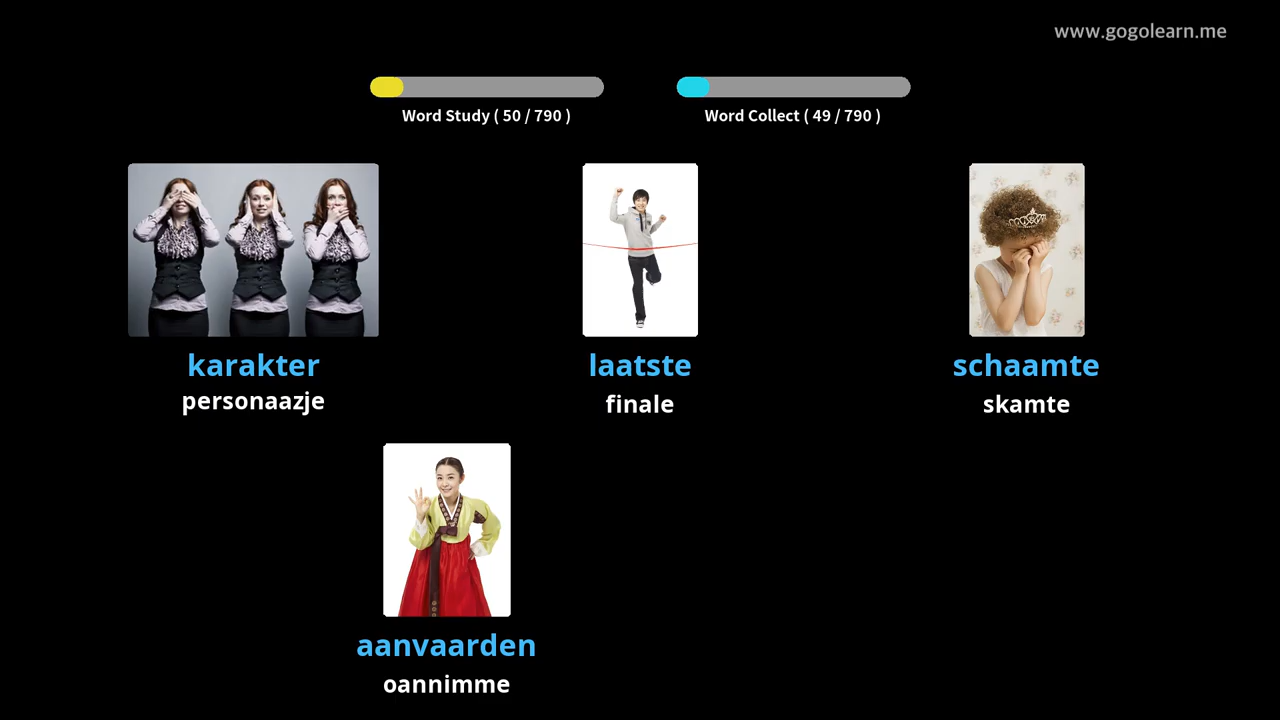 www.gogolearn.me
Word Study ( 50 / 790 )
Word Collect ( 49 / 790 )
karakter
personaazje
laatste
finale
schaamte
skamte
aanvaarden
oannimme